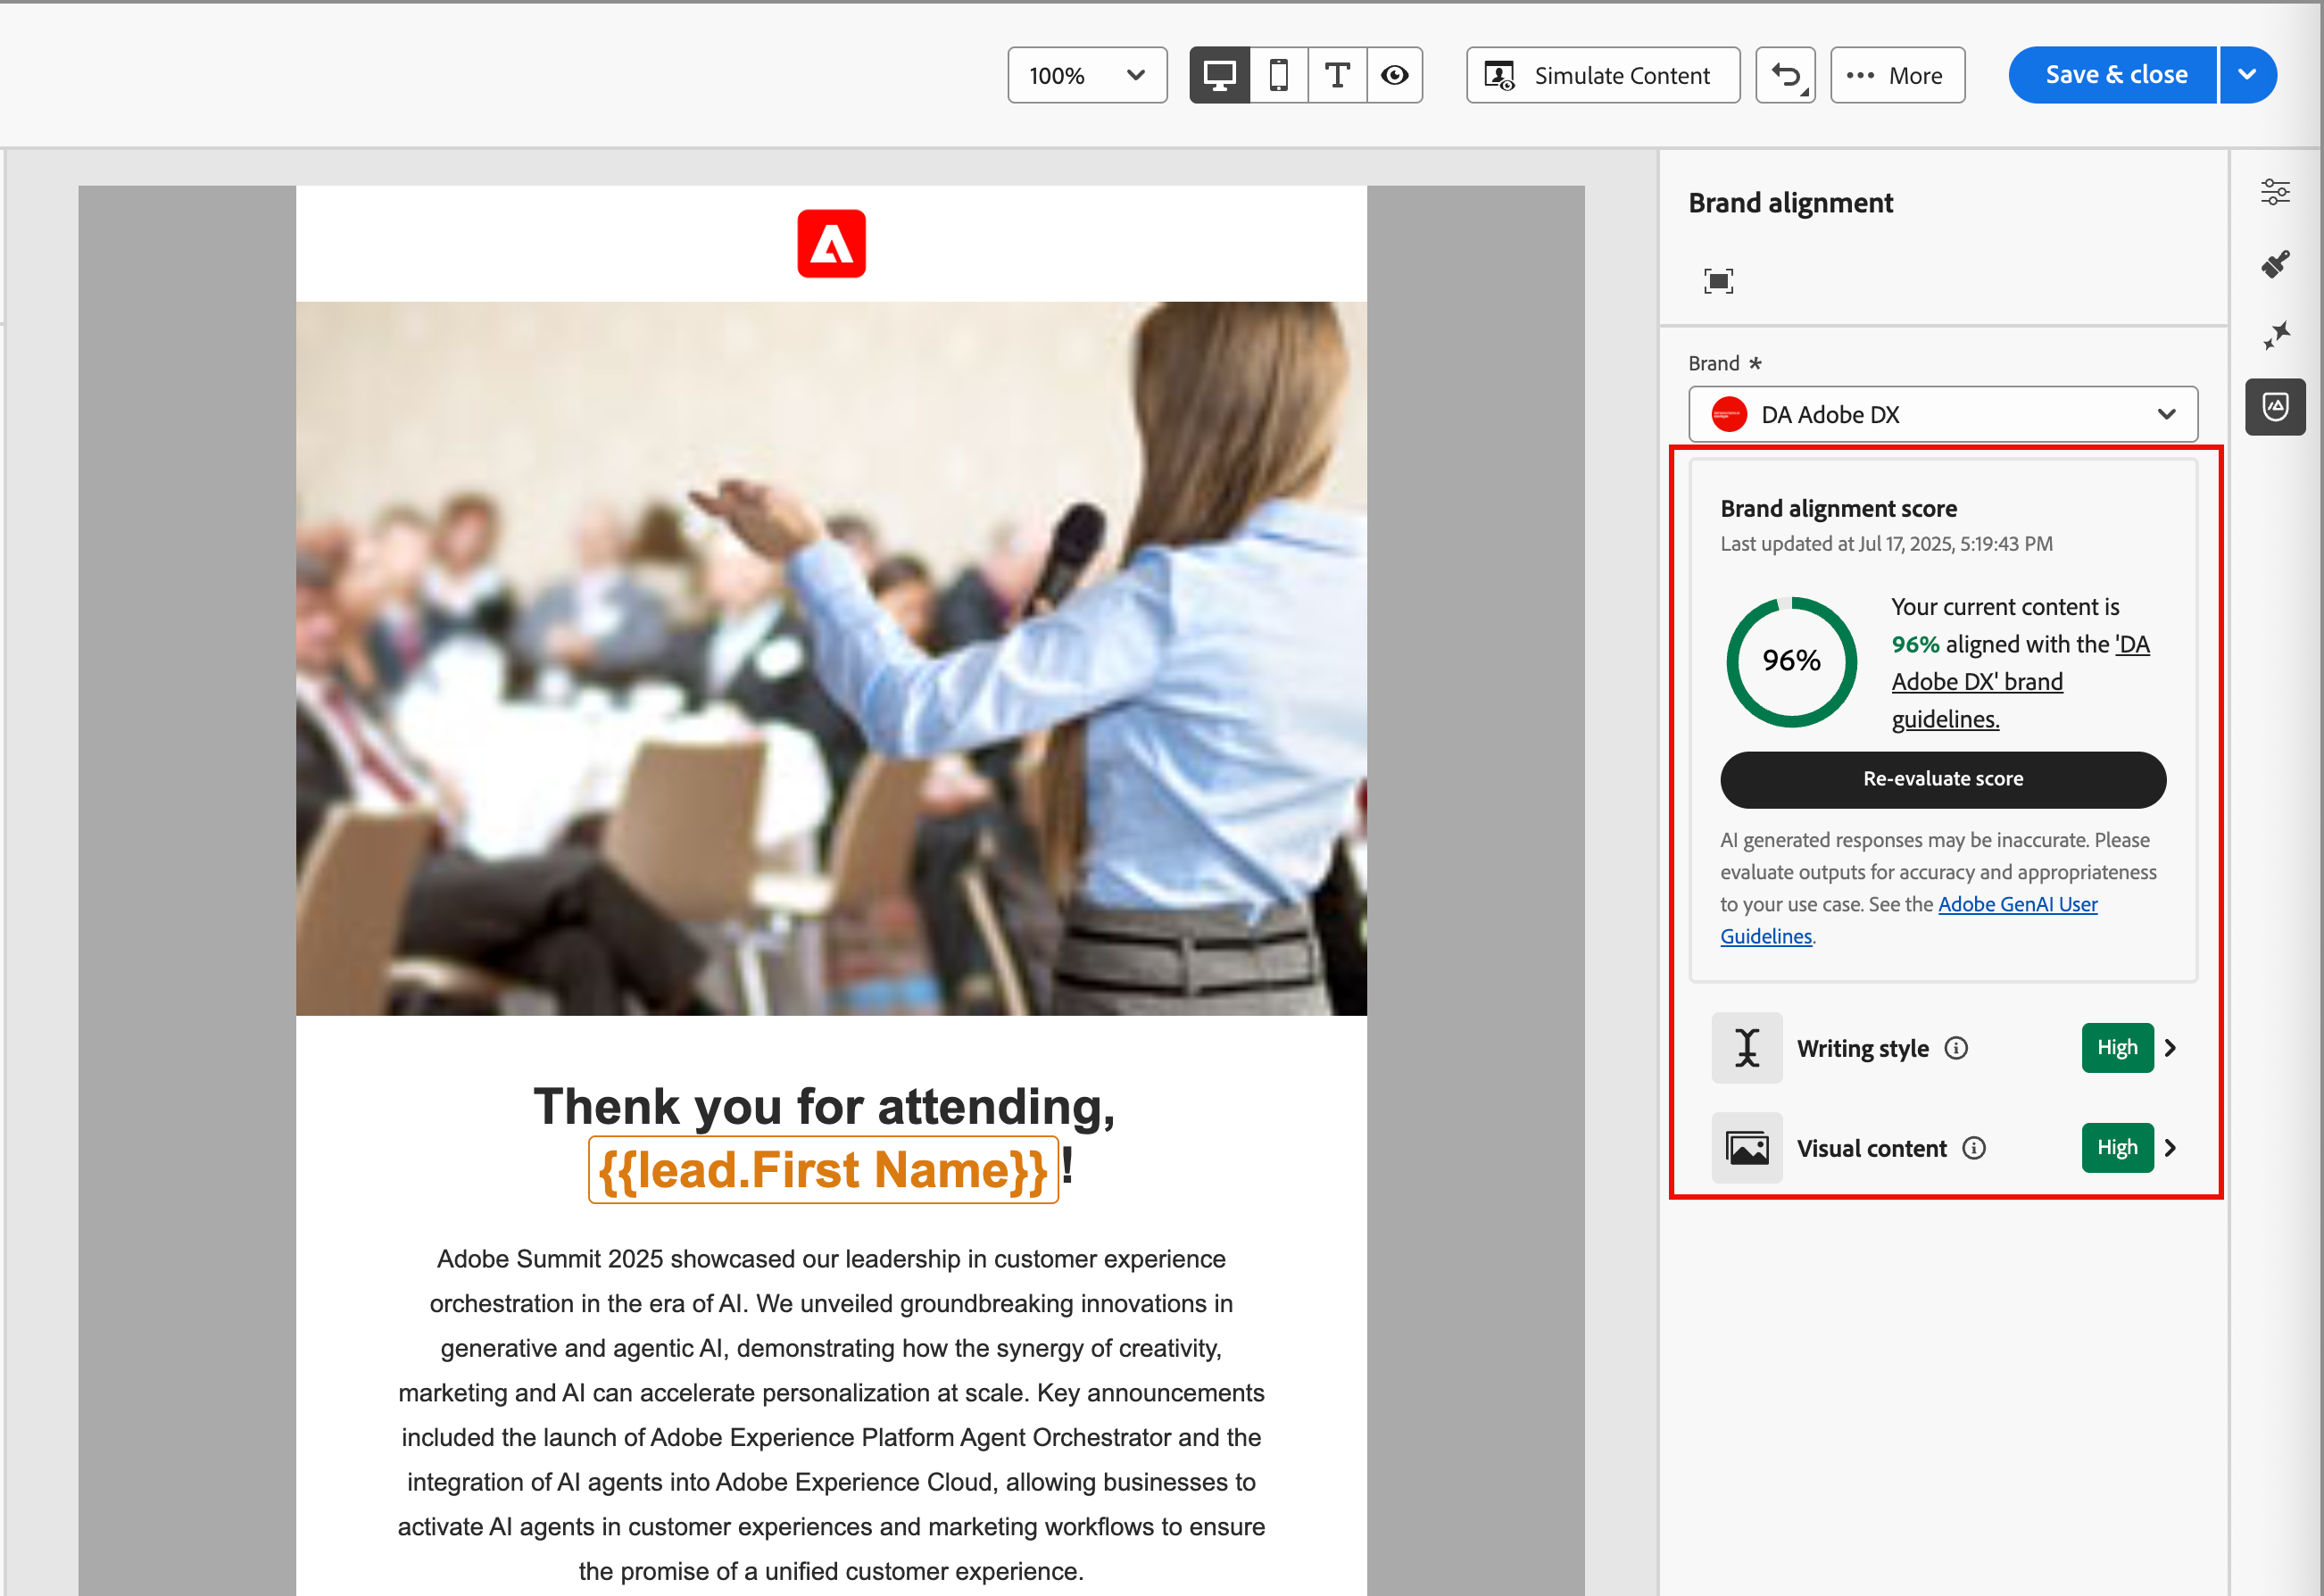 100%
Simulate Content
More
Save & close
Brand alignment
Brand *
DA Adobe DX
Brand alignment score
Last updated at Jul 17, 2025, 5:19:43 PM
96%
Your current content is
96% aligned with the 'DA
Adobe DX' brand
guidelines.
Re-evaluate score
AI generated responses may be inaccurate. Please
evaluate outputs for accuracy and appropriateness
to your use case. See the Adobe GenAI User
Guidelines.
Writing style
High
Visual content
High
Thenk you for attending,
{{lead.First Name}}!
Adobe Summit 2025 showcased our leadership in customer experience
orchestration in the era of AI. We unveiled groundbreaking innovations in
generative and agentic AI, demonstrating how the synergy of creativity,
marketing and AI can accelerate personalization at scale. Key announcements
included the launch of Adobe Experience Platform Agent Orchestrator and the
integration of AI agents into Adobe Experience Cloud, allowing businesses to
activate AI agents in customer experiences and marketing workflows to ensure
the promise of a unified customer experience.